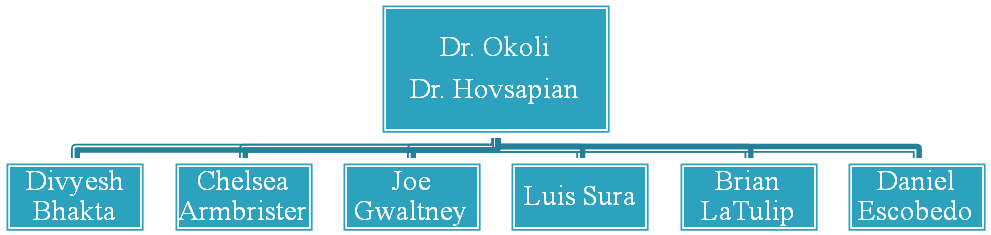 Dr. Okoli
Dr. Hovsapian
Divyesh
Bhakta
Chelsea
Armbrister
Joe
Gwaltney
Luis Sura
Brian
LaTulip
Daniel
Escobedo